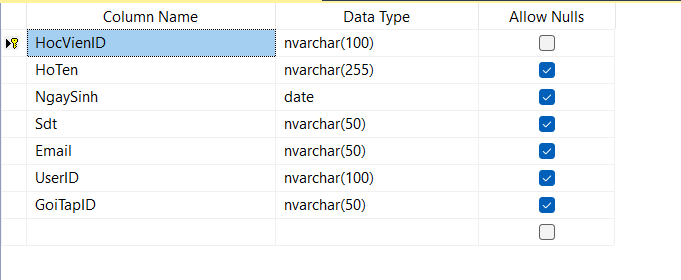 Column Name Data Type Allow Nulls
HocVienID nvarchar(100)
HoTen nvarchar(255)
NgaySinh date
Sdt nvarchar(50)
Email nvarchar(50)
UserID nvarchar(100)
GoiTapID nvarchar(50)